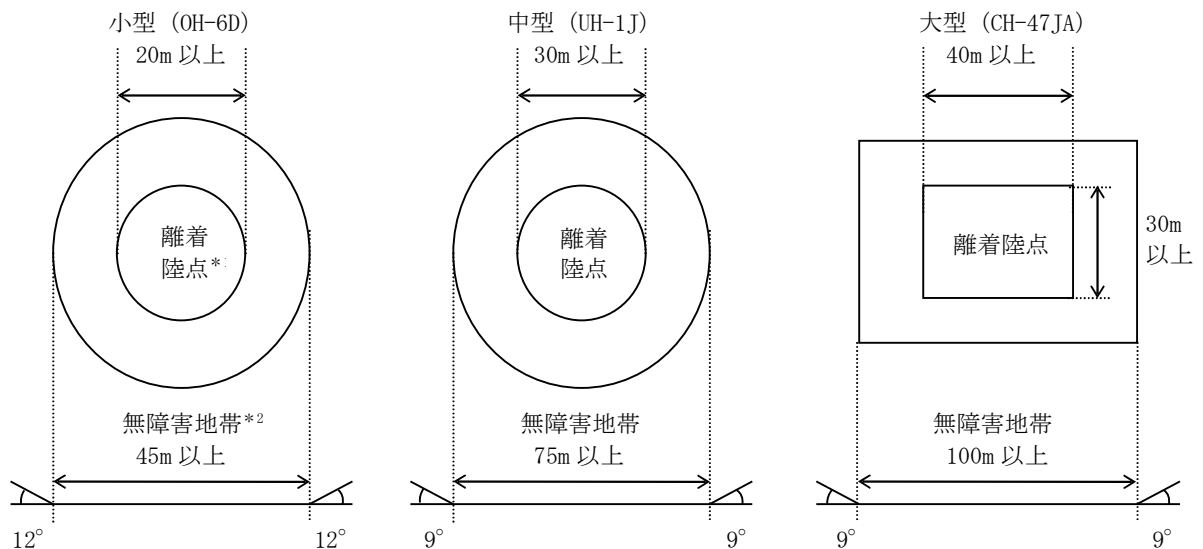 小型（OH-6D）
20m 以上
離着
陸点*
無障害地帯*2
45m 以上
12°
12°
中型（UH-1J）
30m 以上
離着
陸点
無障害地帯
75m 以上
9°
9°
大型（CH-47JA）
40m 以上
離着陸点
30m
以上
無障害地帯
100m 以上
9°
9°